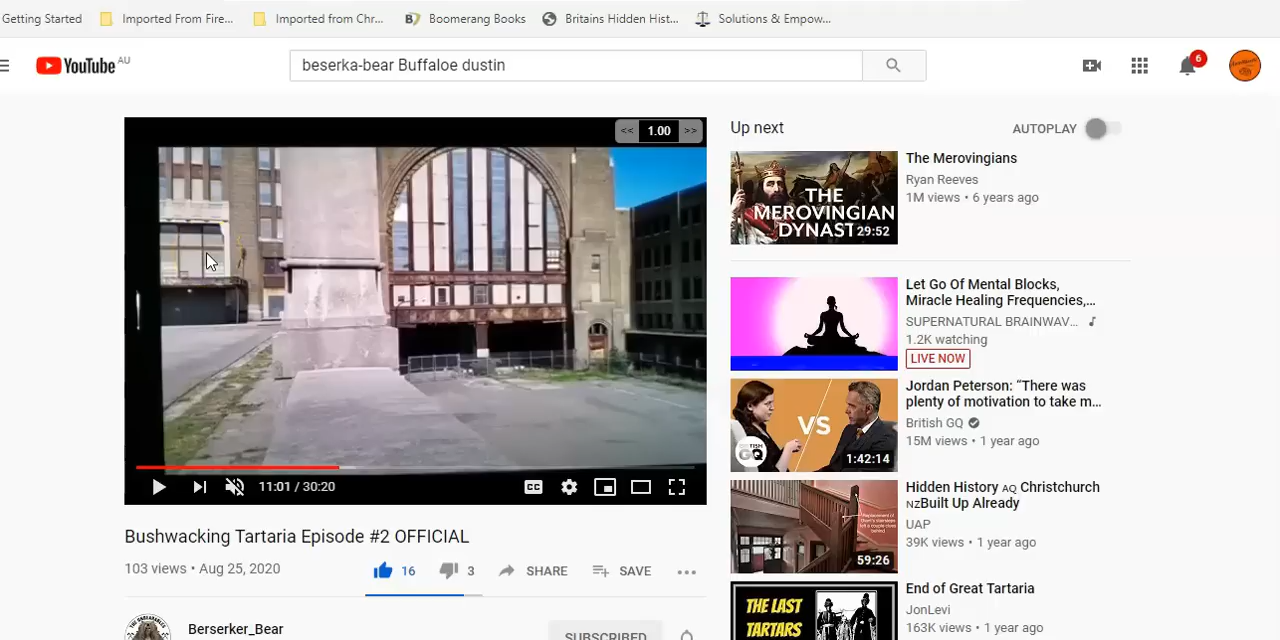 Getting Started Imported From Fire... Imported from Chr... B7 Boomerang Books Britains Hidden Hist... Solutions & Empow...
YouTube AU
beserka-bear Buffaloe dustin
6
<< 1.00 >>
11:01 / 30:20
CC
Bushwacking Tartaria Episode #2 OFFICIAL
103 views • Aug 25, 2020
16 3 SHARE SAVE
Berserker_Bear
SUBSCRIBED
Up next
AUTOPLAY
THE
MEROVINGIAN
DYNAST
29:52
The Merovingians
Ryan Reeves
1M views • 6 years ago
Let Go Of Mental Blocks,
Miracle Healing Frequencies,...
SUPERNATURAL BRAINWAV...
1.2K watching
LIVE NOW
VS
GQ
1:42:14
Jordan Peterson: “There was
plenty of motivation to take m...
British GQ
15M views • 1 year ago
59:26
Hidden History AQ Christchurch
NZBuilt Up Already
UAP
39K views • 1 year ago
THE LAST
TARTARS
End of Great Tartaria
JonLevi
163K Views • 1 year ago